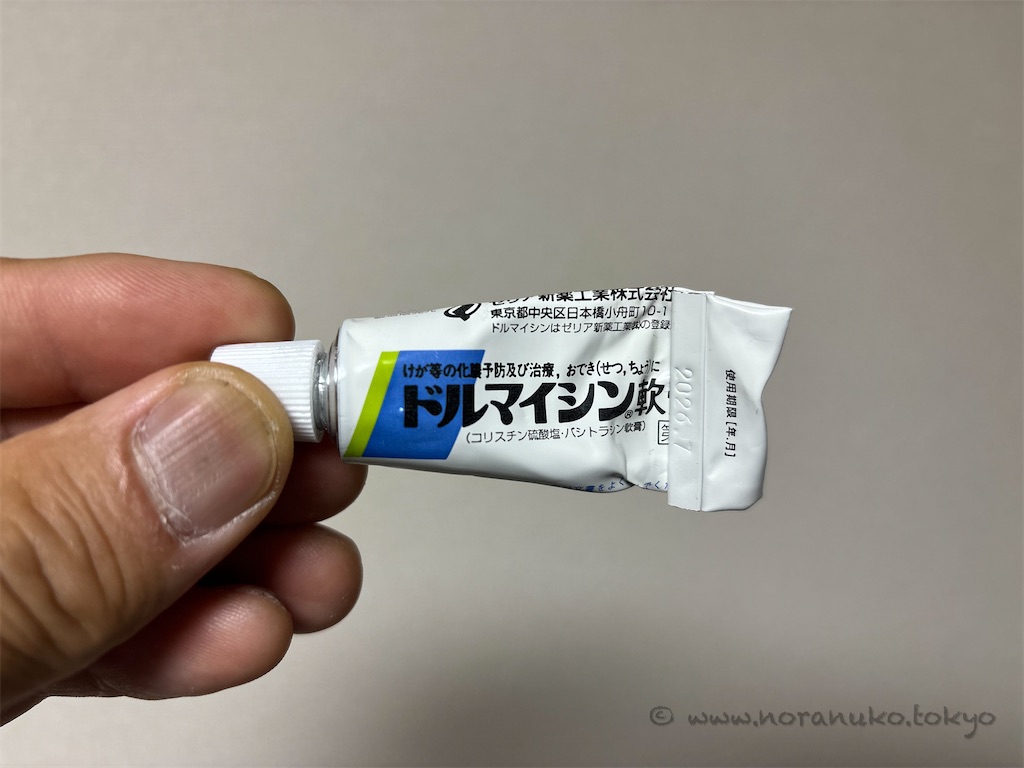 ゼリア新薬工業株式会
東京都中央区日本橋小舟町10-1
ドルマイシンはゼリア新薬工業㈱の登録
けが等の化膿予防及び治療，おでき(せつ,ちょう)に
ドルマイシン®軟
(コリスチン硫酸塩・バシトラシン軟膏)
第
2026.7
使用期限[年.月]
© www.noranuko.tokyo